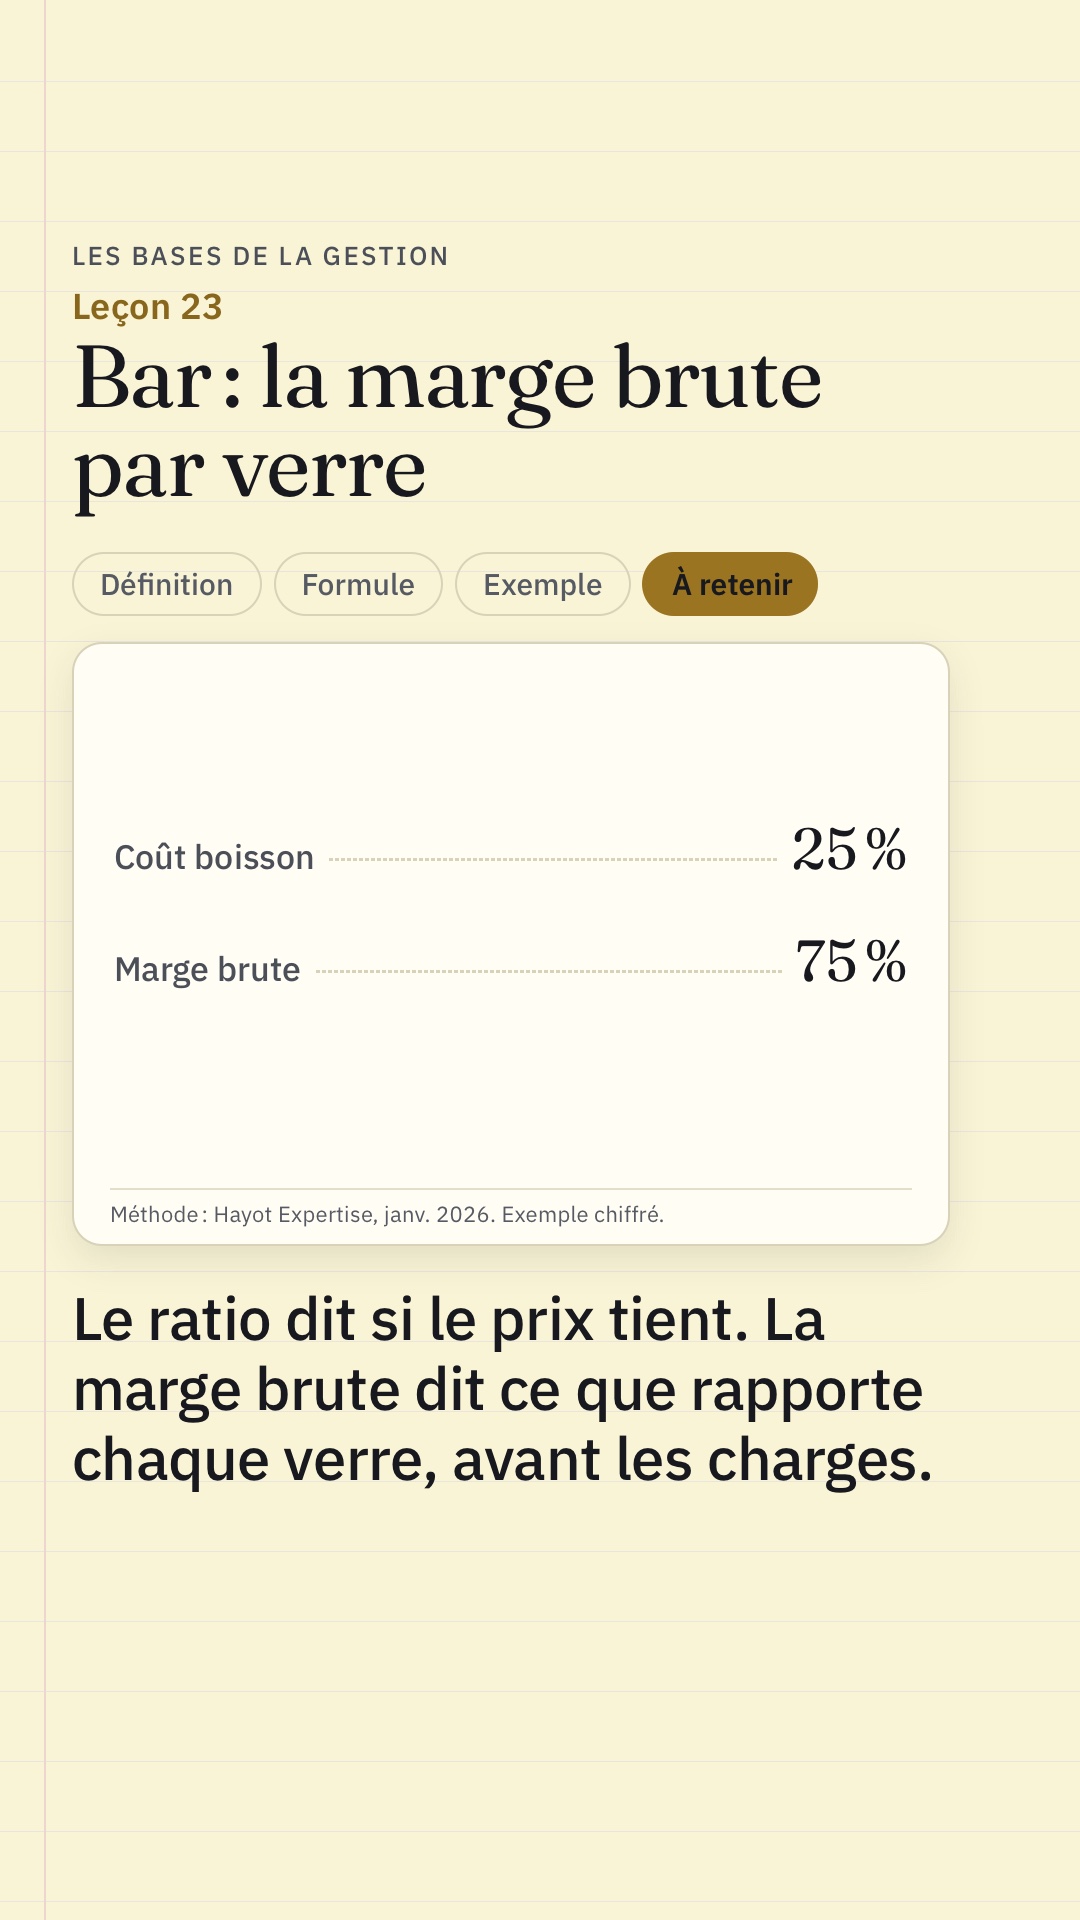 LES BASES DE LA GESTION
Leçon 23
Bar : la marge brute
par verre
Définition Formule Exemple À retenir
Coût boisson 25 %
Marge brute 75 %
Méthode : Hayot Expertise, janv. 2026. Exemple chiffré.
Le ratio dit si le prix tient. La
marge brute dit ce que rapporte
chaque verre, avant les charges.